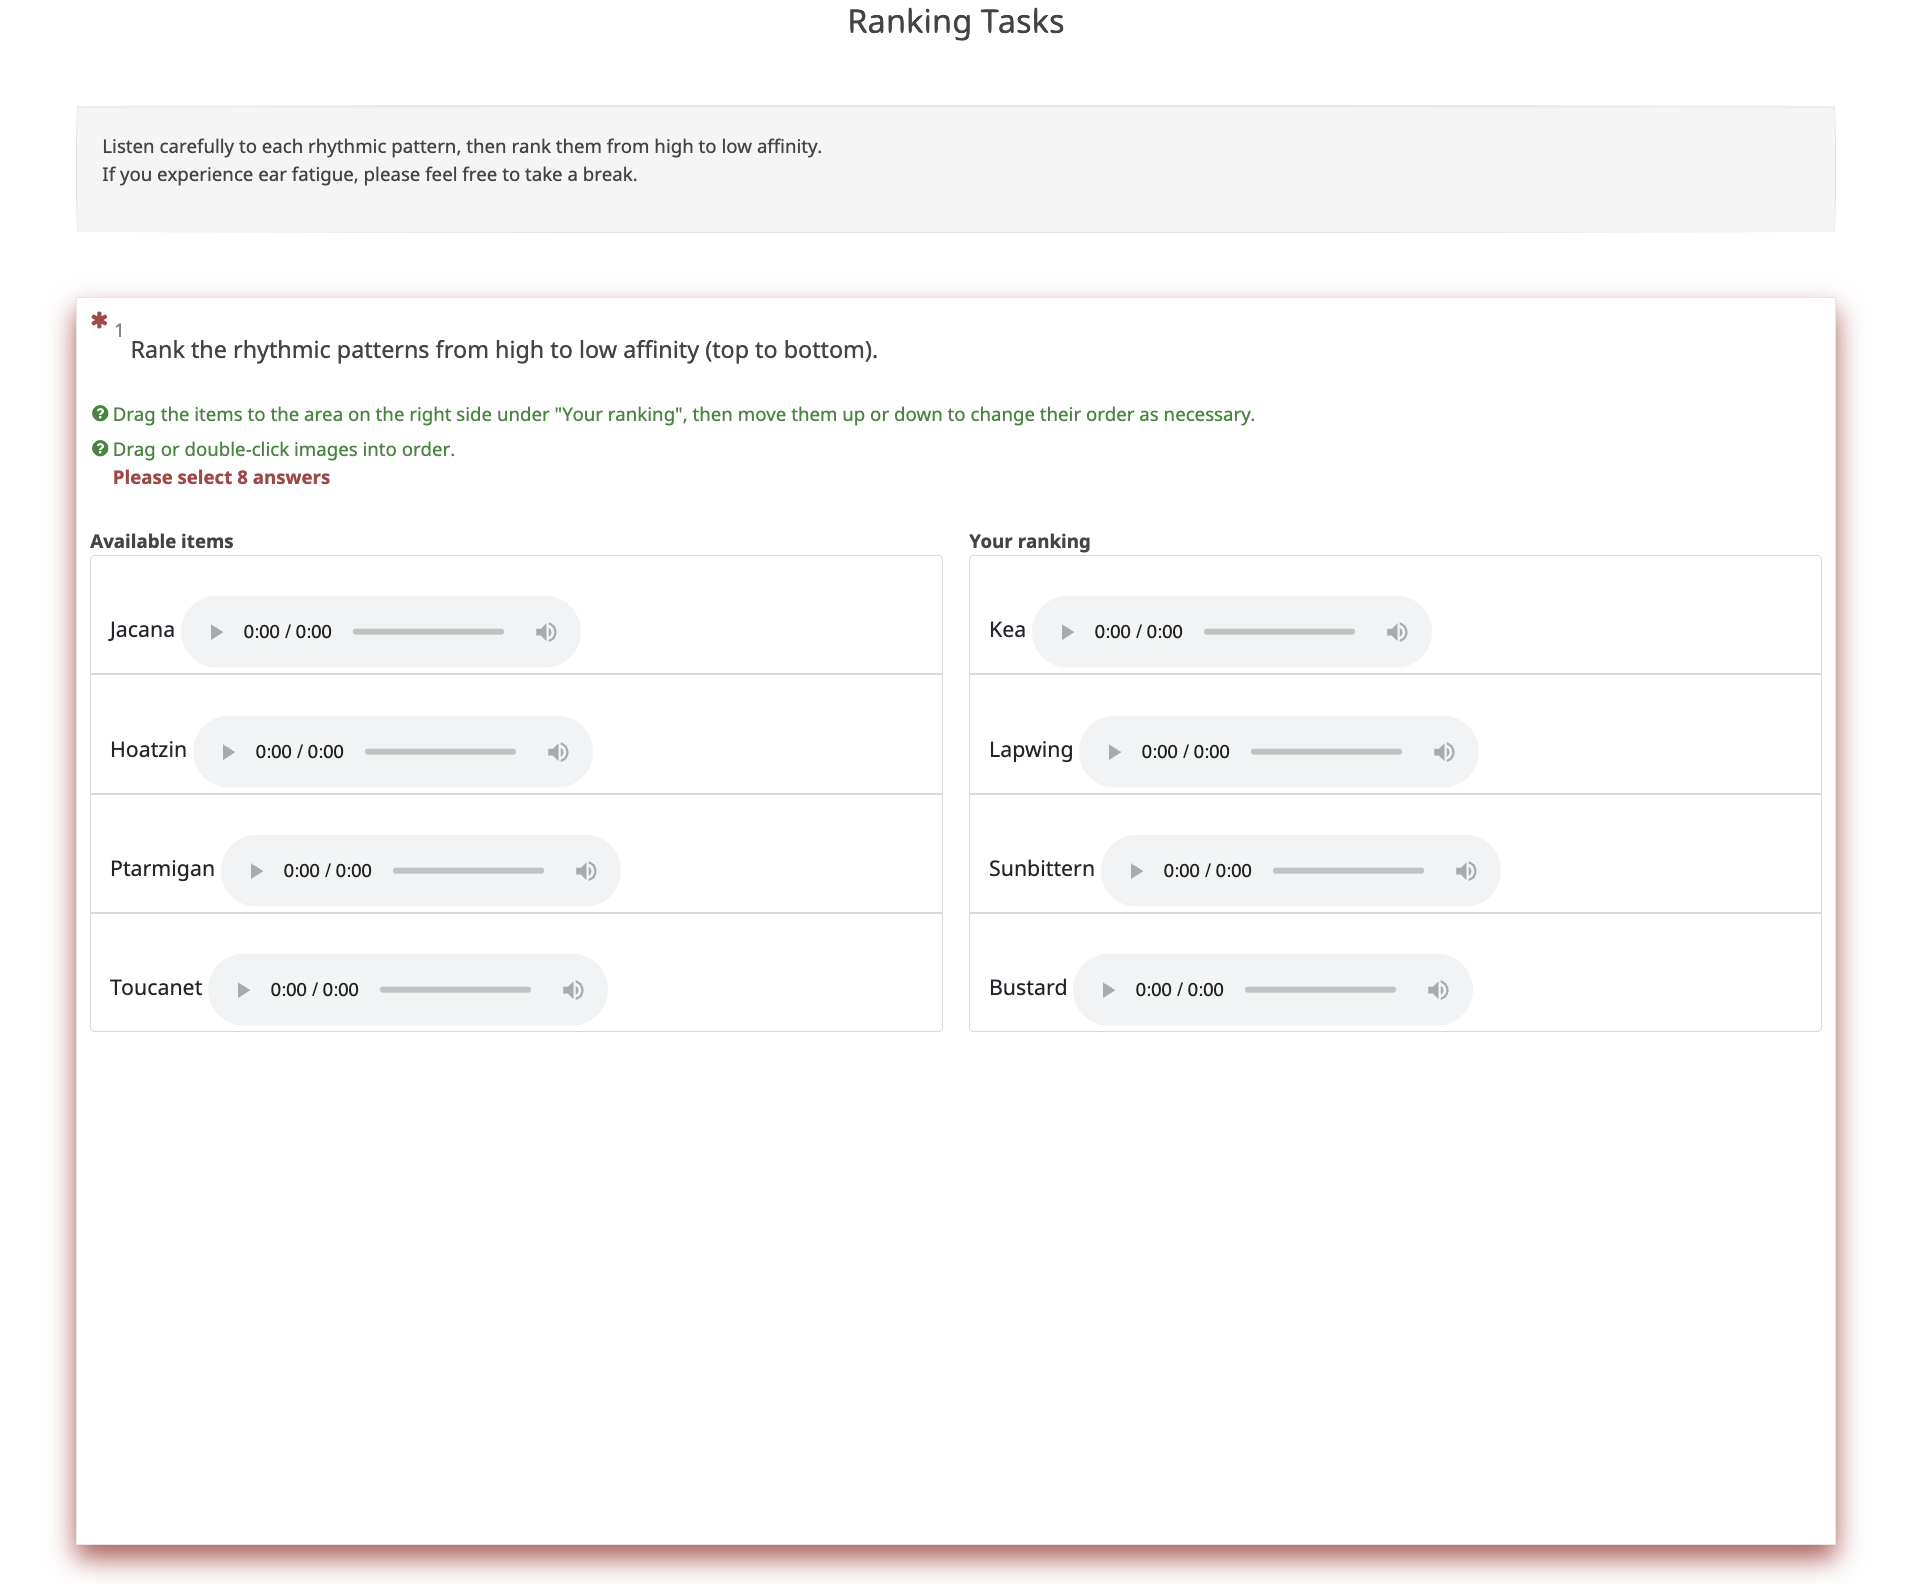 Ranking Tasks
Listen carefully to each rhythmic pattern, then rank them from high to low affinity.
If you experience ear fatigue, please feel free to take a break.
✱ 1
Rank the rhythmic patterns from high to low affinity (top to bottom).
Drag the items to the area on the right side under "Your ranking", then move them up or down to change their order as necessary.
Drag or double-click images into order.
Please select 8 answers
Available items
Jacana 0:00 / 0:00
Hoatzin 0:00 / 0:00
Ptarmigan 0:00 / 0:00
Toucanet 0:00 / 0:00
Your ranking
Kea 0:00 / 0:00
Lapwing 0:00 / 0:00
Sunbittern 0:00 / 0:00
Bustard 0:00 / 0:00